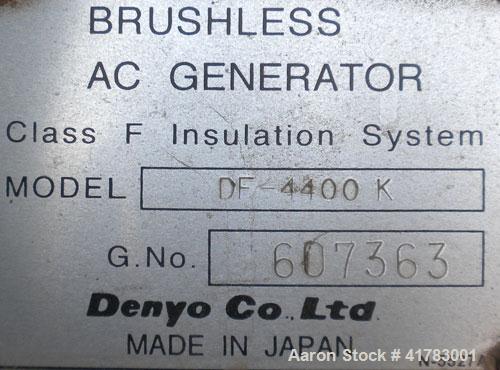 BRUSHLESS
AC GENERATOR
Class F Insulation System
MODEL DF-4400 K
G.No. 607363
Denyo Co., Ltd.
MADE IN JAPAN
Aaron Stock # 41783001